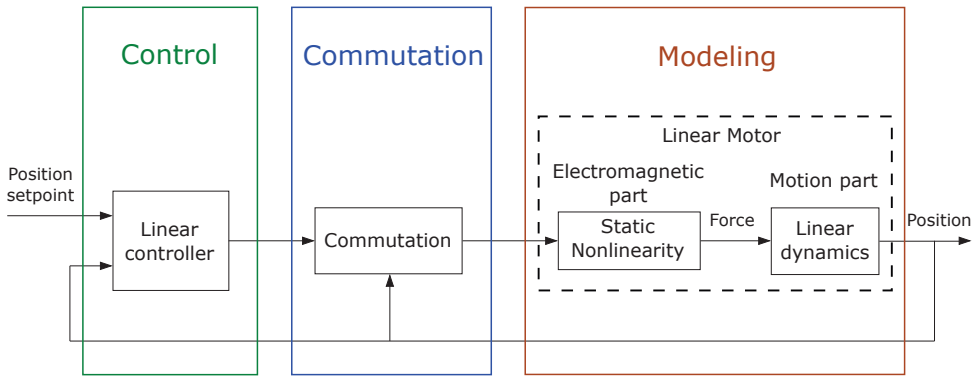 Control
Commutation
Modeling
Linear Motor
Position
setpoint
Electromagnetic
part
Motion part
Linear
controller
Commutation
Static
Nonlinearity
Force
Linear
dynamics
Position